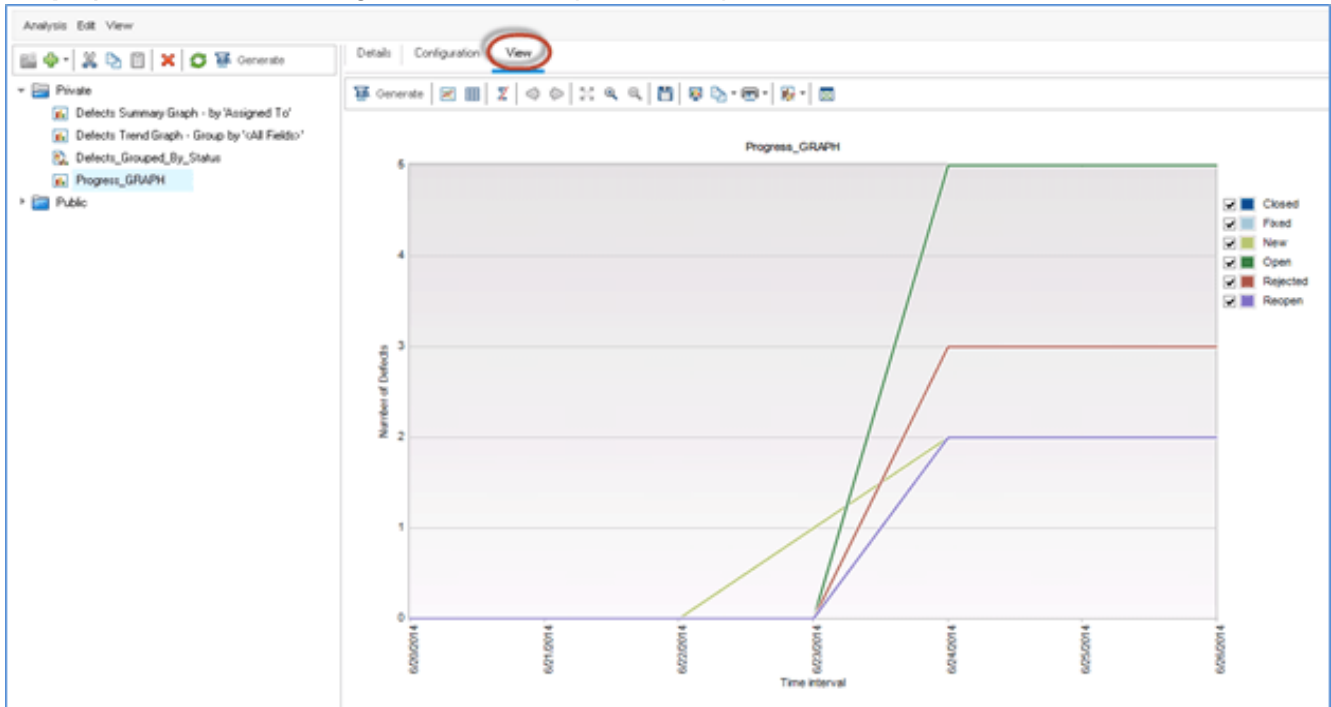 Analysis Edit View
Generate
Details Configuration View
Private
Generate
Defects Summary Graph - by 'Assigned To'
Defects Trend Graph - Group by '<All Fields>'
Defects_Grouped_By_Status
Progress_GRAPH
Public
Progress_GRAPH
5
4
3
2
1
0
Number of Defects
Closed
Fixed
New
Open
Rejected
Reopen
6/20/2014
6/21/2014
6/22/2014
6/23/2014
6/24/2014
6/25/2014
6/26/2014
Time interval